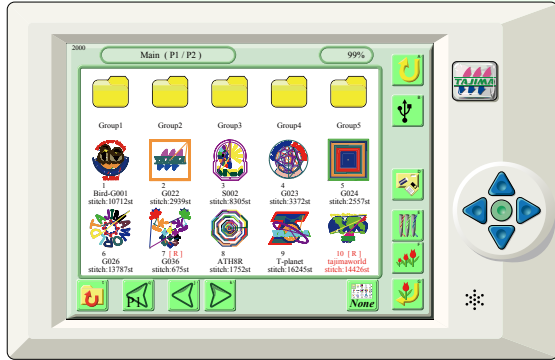 2000
Main ( P1 / P2 )
99%
TAJIMA
Group1
Group2
Group3
Group4
Group5
1
Bird-G001
stitch:10712st
2
G022
stitch:2939st
3
S002
stitch:8305st
4
G023
stitch:3372st
5
G024
stitch:2557st
6
G026
stitch:13787st
7 [ R ]
G036
stitch:675st
8
ATH8R
stitch:1752st
9
T-planet
stitch:16245st
10 [ R ]
tajimaworld
stitch:14426st
P1
None